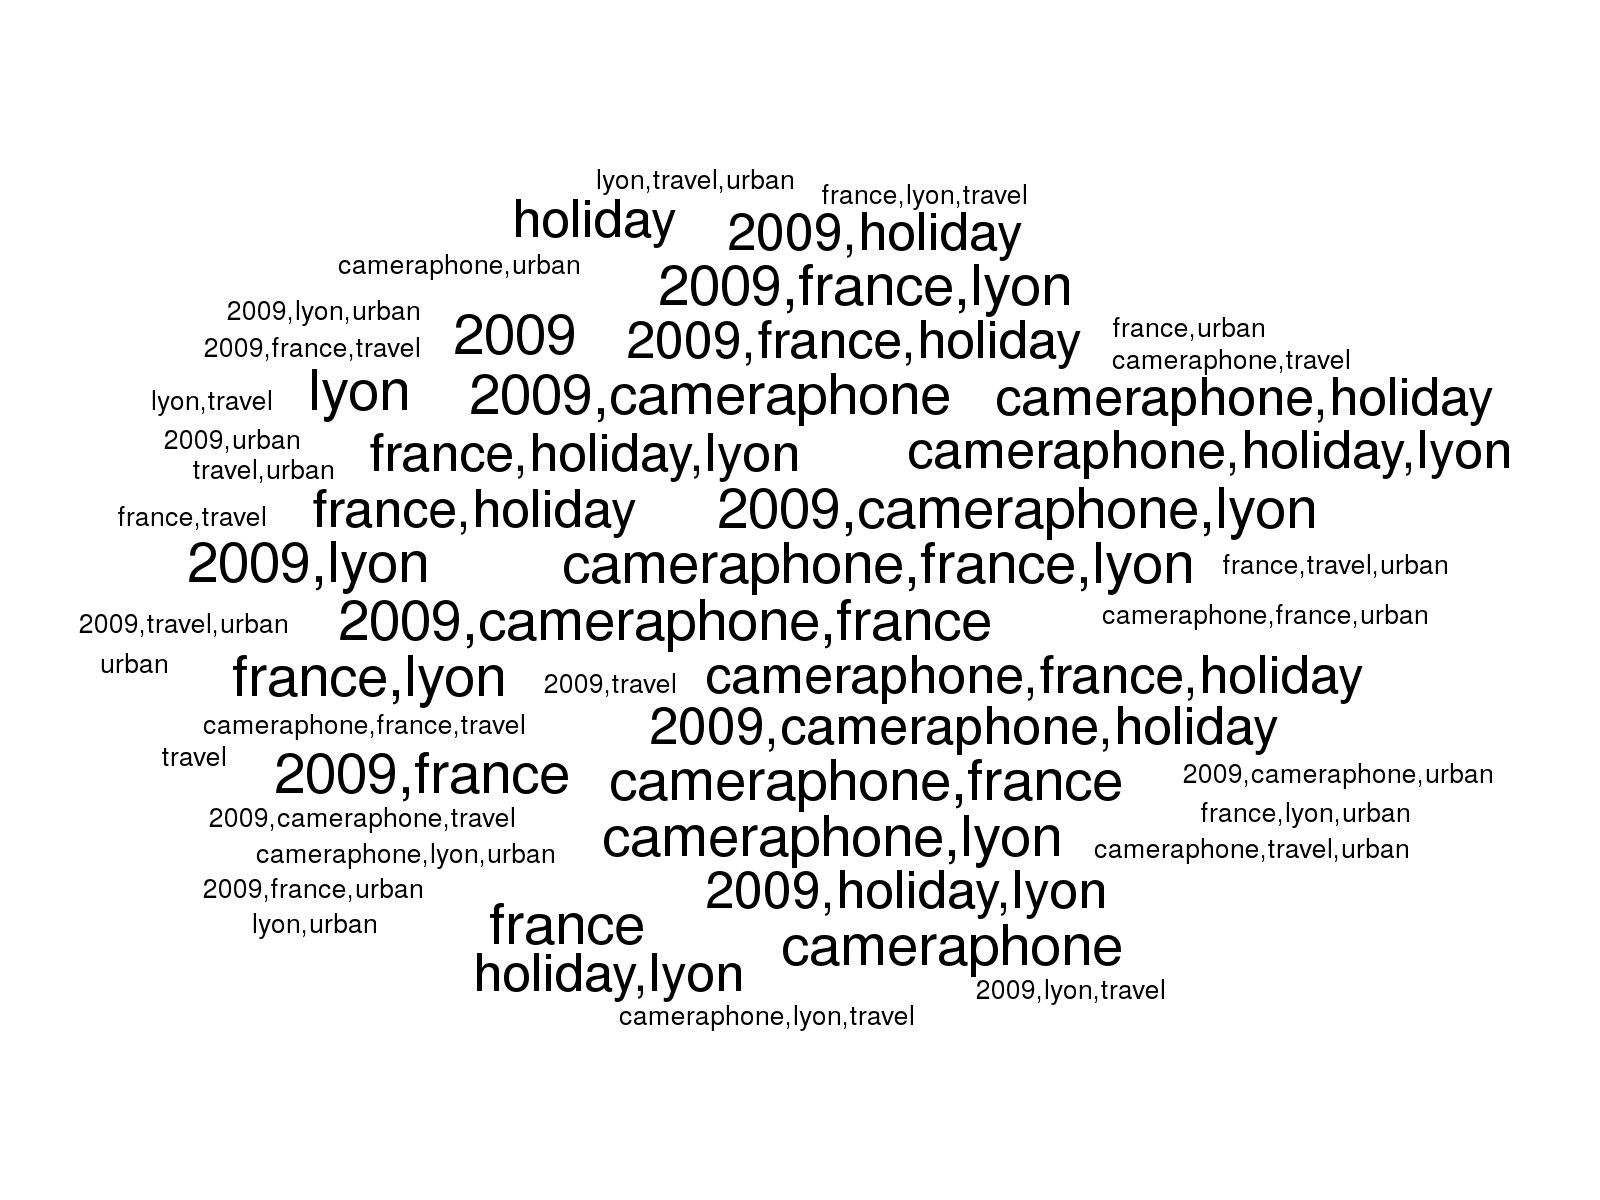 lyon,travel,urban
france,lyon,travel
holiday
2009,holiday
cameraphone,urban
2009,france,lyon
2009,lyon,urban
2009
2009,france,holiday
france,urban
2009,france,travel
cameraphone,travel
lyon,travel
lyon
2009,cameraphone
cameraphone,holiday
2009,urban
france,holiday,lyon
cameraphone,holiday,lyon
travel,urban
france,travel
france,holiday
2009,cameraphone,lyon
2009,lyon
cameraphone,france,lyon
france,travel,urban
2009,travel,urban
2009,cameraphone,france
cameraphone,france,urban
urban
france,lyon
2009,travel
cameraphone,france,holiday
cameraphone,france,travel
2009,cameraphone,holiday
travel
2009,france
cameraphone,france
2009,cameraphone,urban
2009,cameraphone,travel
france,lyon,urban
cameraphone,lyon,urban
cameraphone,lyon
cameraphone,travel,urban
2009,france,urban
2009,holiday,lyon
lyon,urban
france
cameraphone
holiday,lyon
2009,lyon,travel
cameraphone,lyon,travel